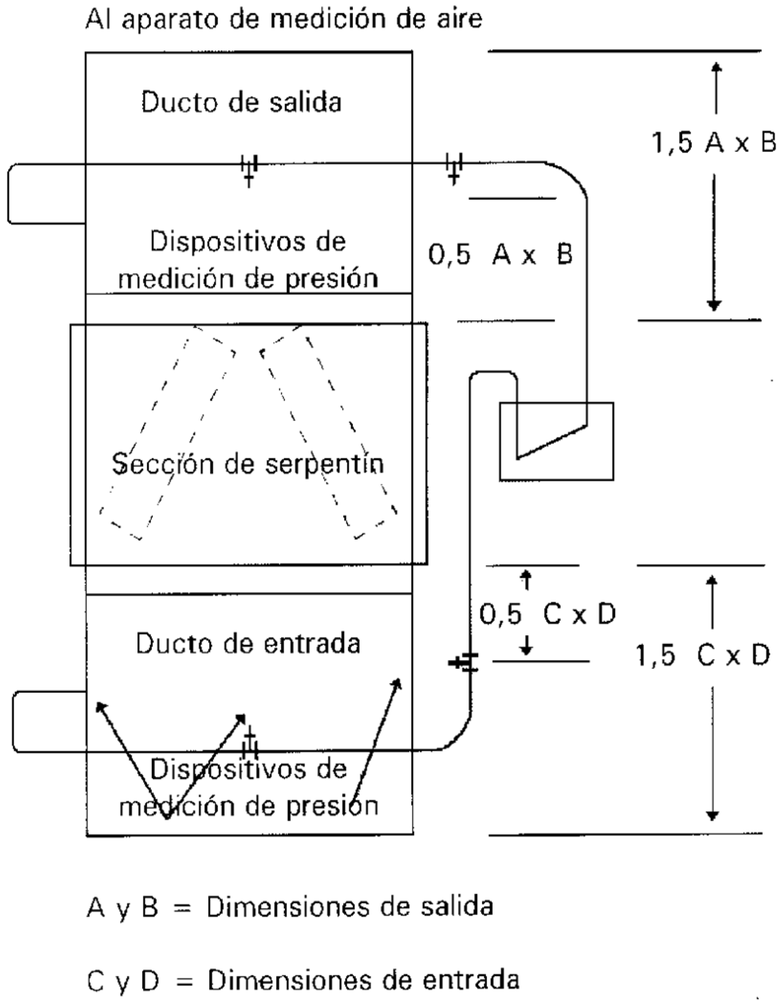 Al aparato de medición de aire
Ducto de salida
1,5 A x B
Dispositivos de
medición de presión
0,5 A x B
Sección de serpentín
0,5 C x D
Ducto de entrada
1,5 C x D
Dispositivos de
medición de presión
A y B = Dimensiones de salida
C y D = Dimensiones de entrada